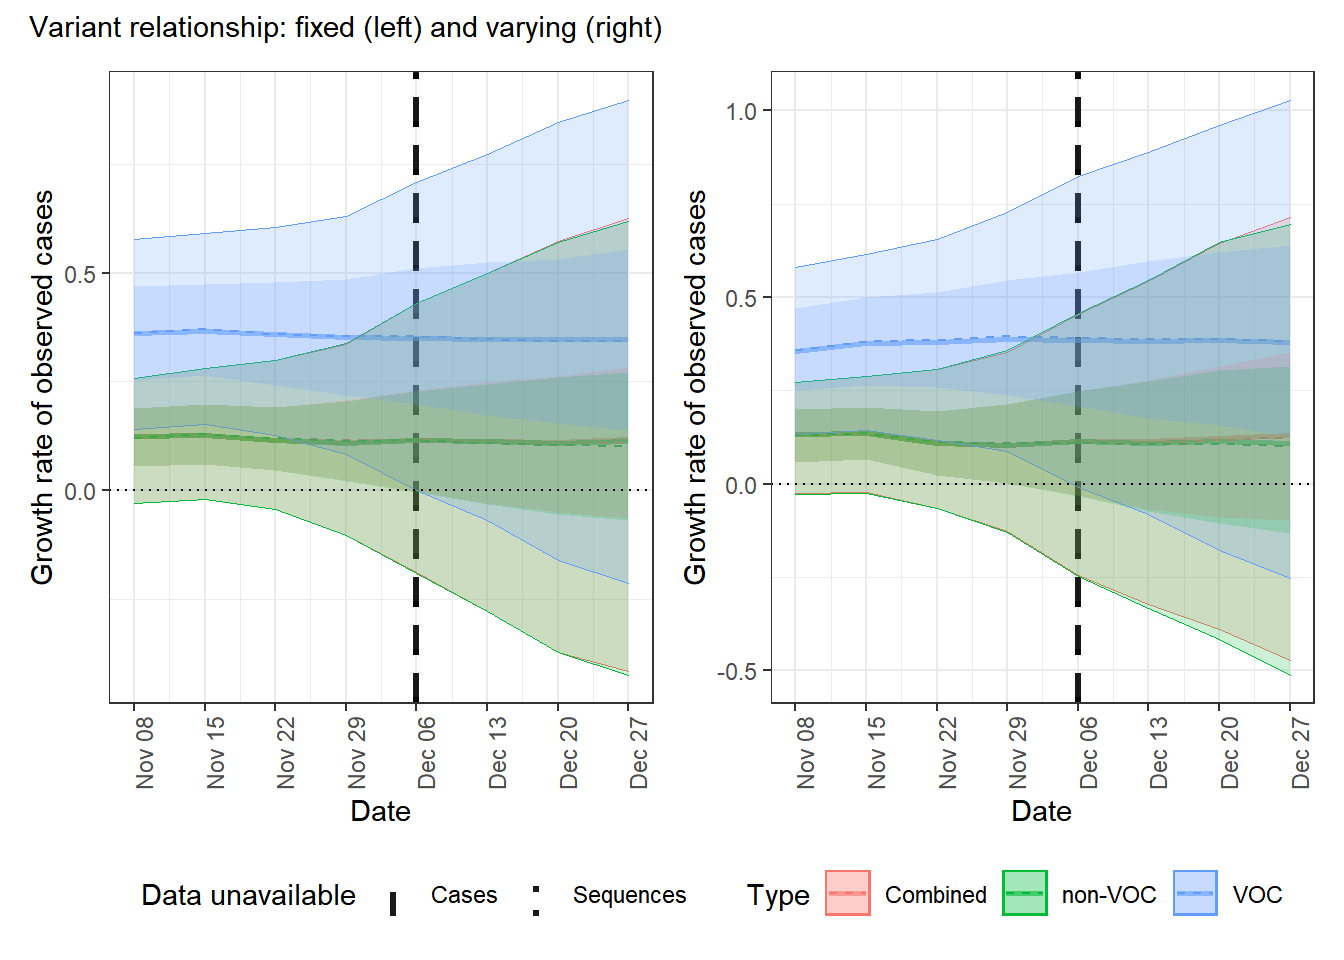 Variant relationship: fixed (left) and varying (right)
Growth rate of observed cases
0.5
0.0
Nov 08
Nov 15
Nov 22
Nov 29
Dec 06
Dec 13
Dec 20
Dec 27
Date
Growth rate of observed cases
1.0
0.5
0.0
-0.5
Nov 08
Nov 15
Nov 22
Nov 29
Dec 06
Dec 13
Dec 20
Dec 27
Date
Data unavailable Cases Sequences Type Combined non-VOC VOC